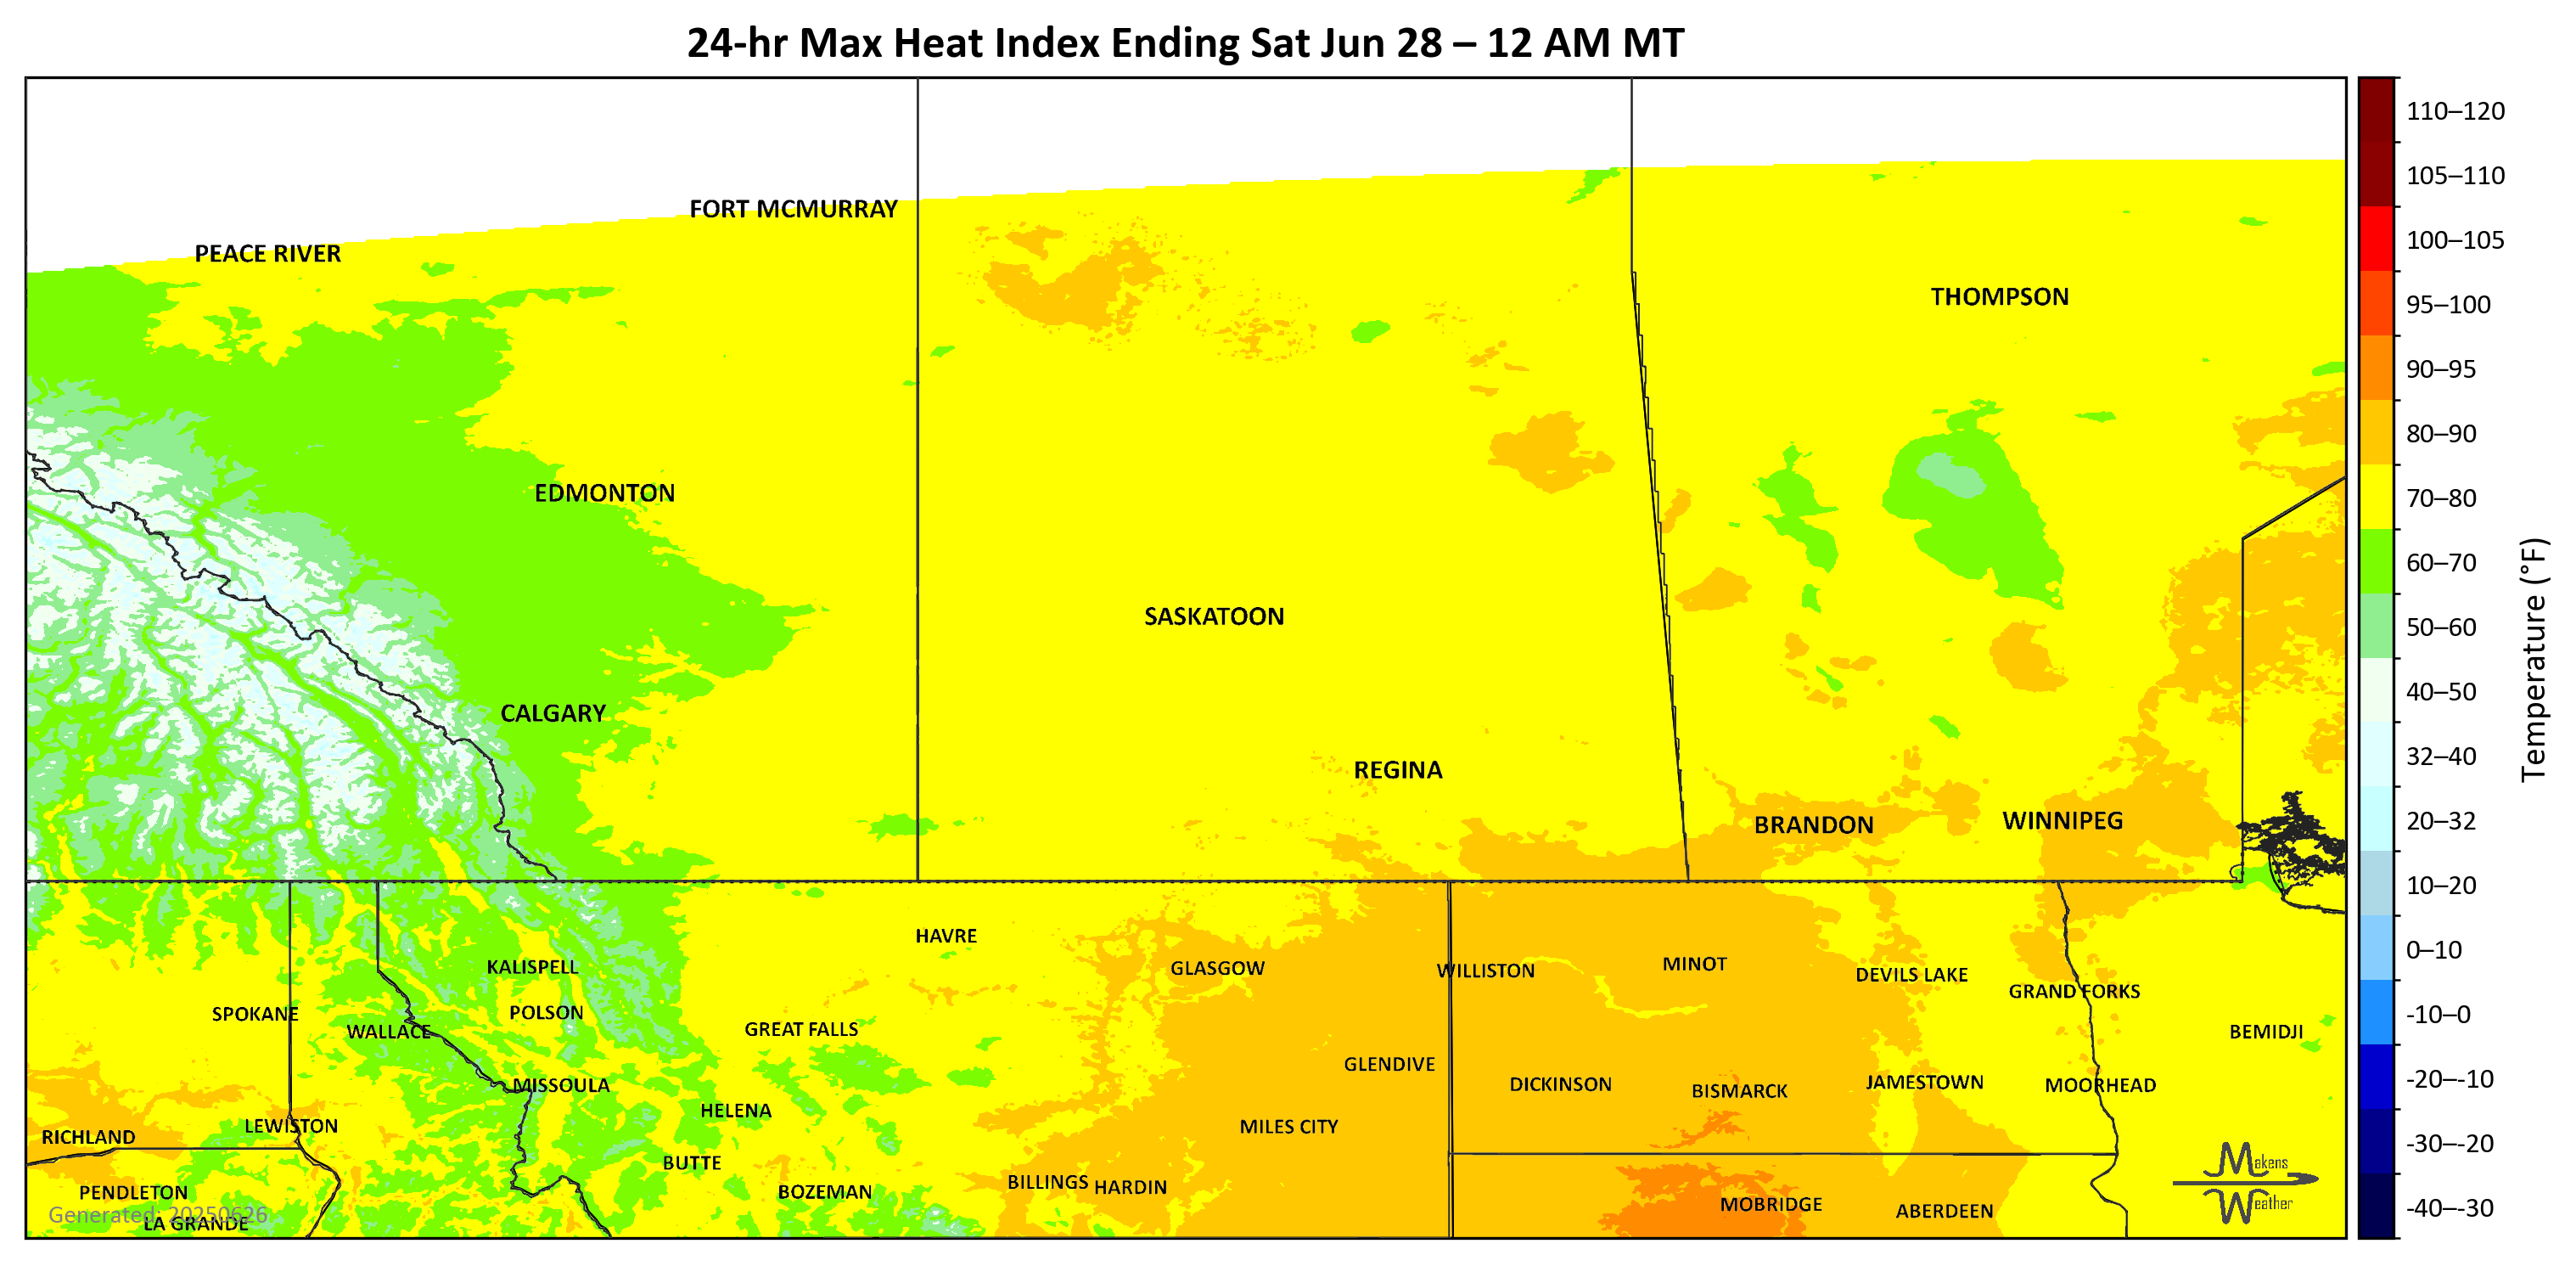 24-hr Max Heat Index Ending Sat Jun 28 – 12 AM MT
110–120
105–110
100–105
95–100
90–95
80–90
70–80
60–70
50–60
40–50
32–40
20–32
10–20
0–10
-10–0
-20–-10
-30–-20
-40–-30
Temperature (°F)
FORT MCMURRAY
PEACE RIVER
THOMPSON
EDMONTON
SASKATOON
CALGARY
REGINA
BRANDON
WINNIPEG
HAVRE
KALISPELL
GLASGOW
WILLISTON
MINOT
DEVILS LAKE
GRAND FORKS
SPOKANE
POLSON
WALLACE
GREAT FALLS
BEMIDJI
GLENDIVE
MISSOULA
DICKINSON
BISMARCK
JAMESTOWN
MOORHEAD
HELENA
LEWISTON
MILES CITY
RICHLAND
BUTTE
PENDLETON
BOZEMAN
BILLINGS
HARDIN
MOBRIDGE
ABERDEEN
Generated: 20250626
LA GRANDE
Makens
Weather